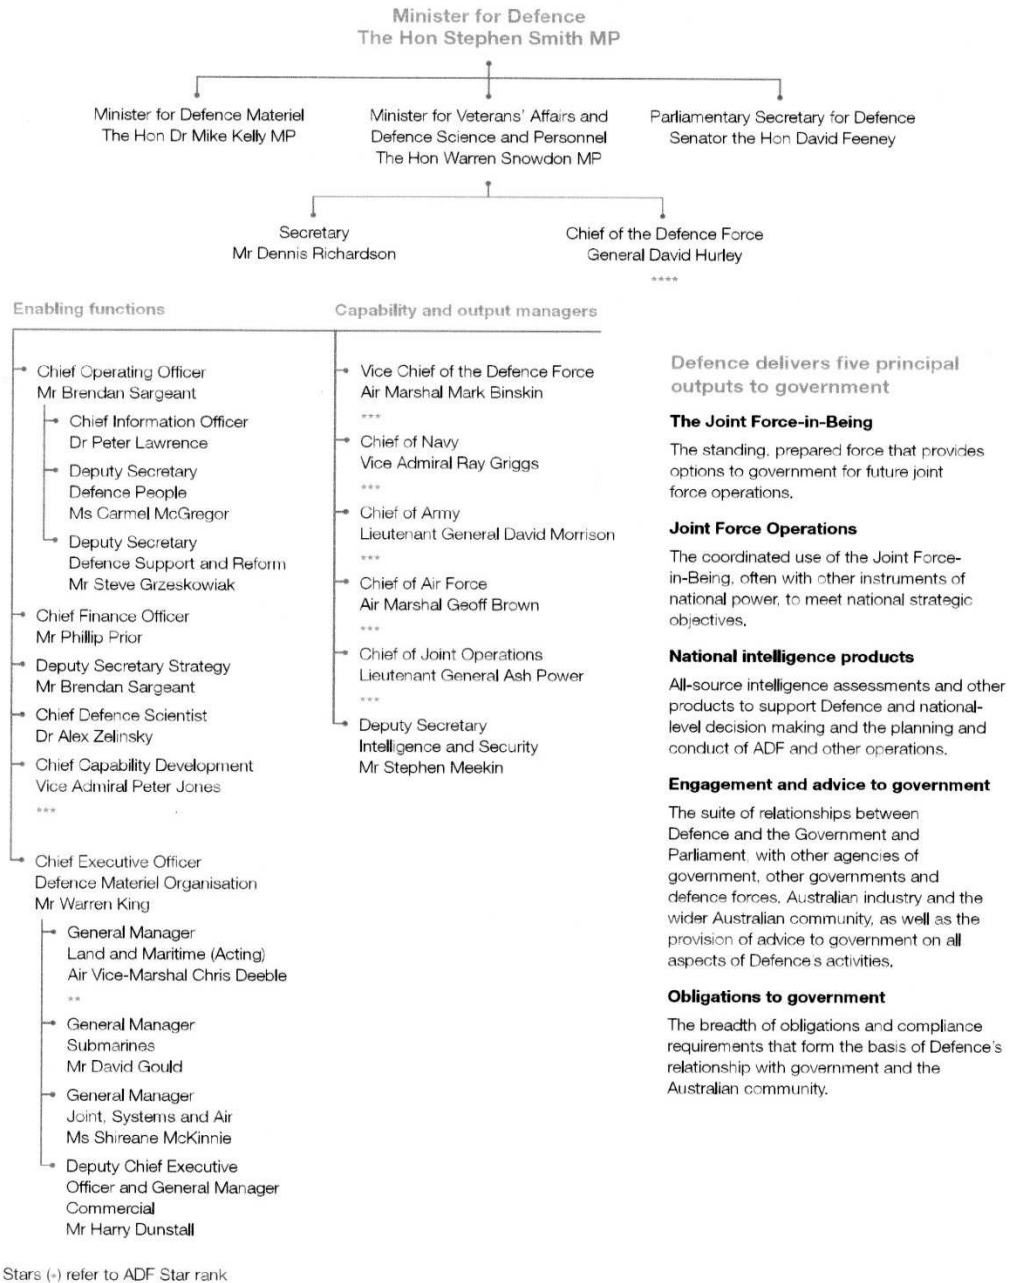 Minister for Defence
The Hon Stephen Smith MP
Minister for Defence Materiel
The Hon Dr Mike Kelly MP
Minister for Veterans' Affairs and
Defence Science and Personnel
The Hon Warren Snowdon MP
Parliamentary Secretary for Defence
Senator the Hon David Feeney
Secretary
Mr Dennis Richardson
Chief of the Defence Force
General David Hurley
****
Enabling functions
Chief Operating Officer
Mr Brendan Sargeant
Chief Information Officer
Dr Peter Lawrence
Deputy Secretary
Defence People
Ms Carmel McGregor
Deputy Secretary
Defence Support and Reform
Mr Steve Grzeskowiak
Chief Finance Officer
Mr Phillip Prior
Deputy Secretary Strategy
Mr Brendan Sargeant
Chief Defence Scientist
Dr Alex Zelinsky
Chief Capability Development
Vice Admiral Peter Jones
***
Chief Executive Officer
Defence Materiel Organisation
Mr Warren King
General Manager
Land and Maritime (Acting)
Air Vice-Marshal Chris Deeble
**
General Manager
Submarines
Mr David Gould
General Manager
Joint, Systems and Air
Ms Shireane McKinnie
Deputy Chief Executive
Officer and General Manager
Commercial
Mr Harry Dunstall
Capability and output managers
Vice Chief of the Defence Force
Air Marshal Mark Binskin
***
Chief of Navy
Vice Admiral Ray Griggs
***
Chief of Army
Lieutenant General David Morrison
***
Chief of Air Force
Air Marshal Geoff Brown
***
Chief of Joint Operations
Lieutenant General Ash Power
***
Deputy Secretary
Intelligence and Security
Mr Stephen Meekin
Defence delivers five principal
outputs to government
The Joint Force-in-Being
The standing, prepared force that provides
options to government for future joint
force operations.
Joint Force Operations
The coordinated use of the Joint Force-
in-Being, often with other instruments of
national power, to meet national strategic
objectives.
National intelligence products
All-source intelligence assessments and other
products to support Defence and national-
level decision making and the planning and
conduct of ADF and other operations.
Engagement and advice to government
The suite of relationships between
Defence and the Government and
Parliament, with other agencies of
government, other governments and
defence forces, Australian industry and the
wider Australian community, as well as the
provision of advice to government on all
aspects of Defence's activities.
Obligations to government
The breadth of obligations and compliance
requirements that form the basis of Defence's
relationship with government and the
Australian community.
Stars (*) refer to ADF Star rank